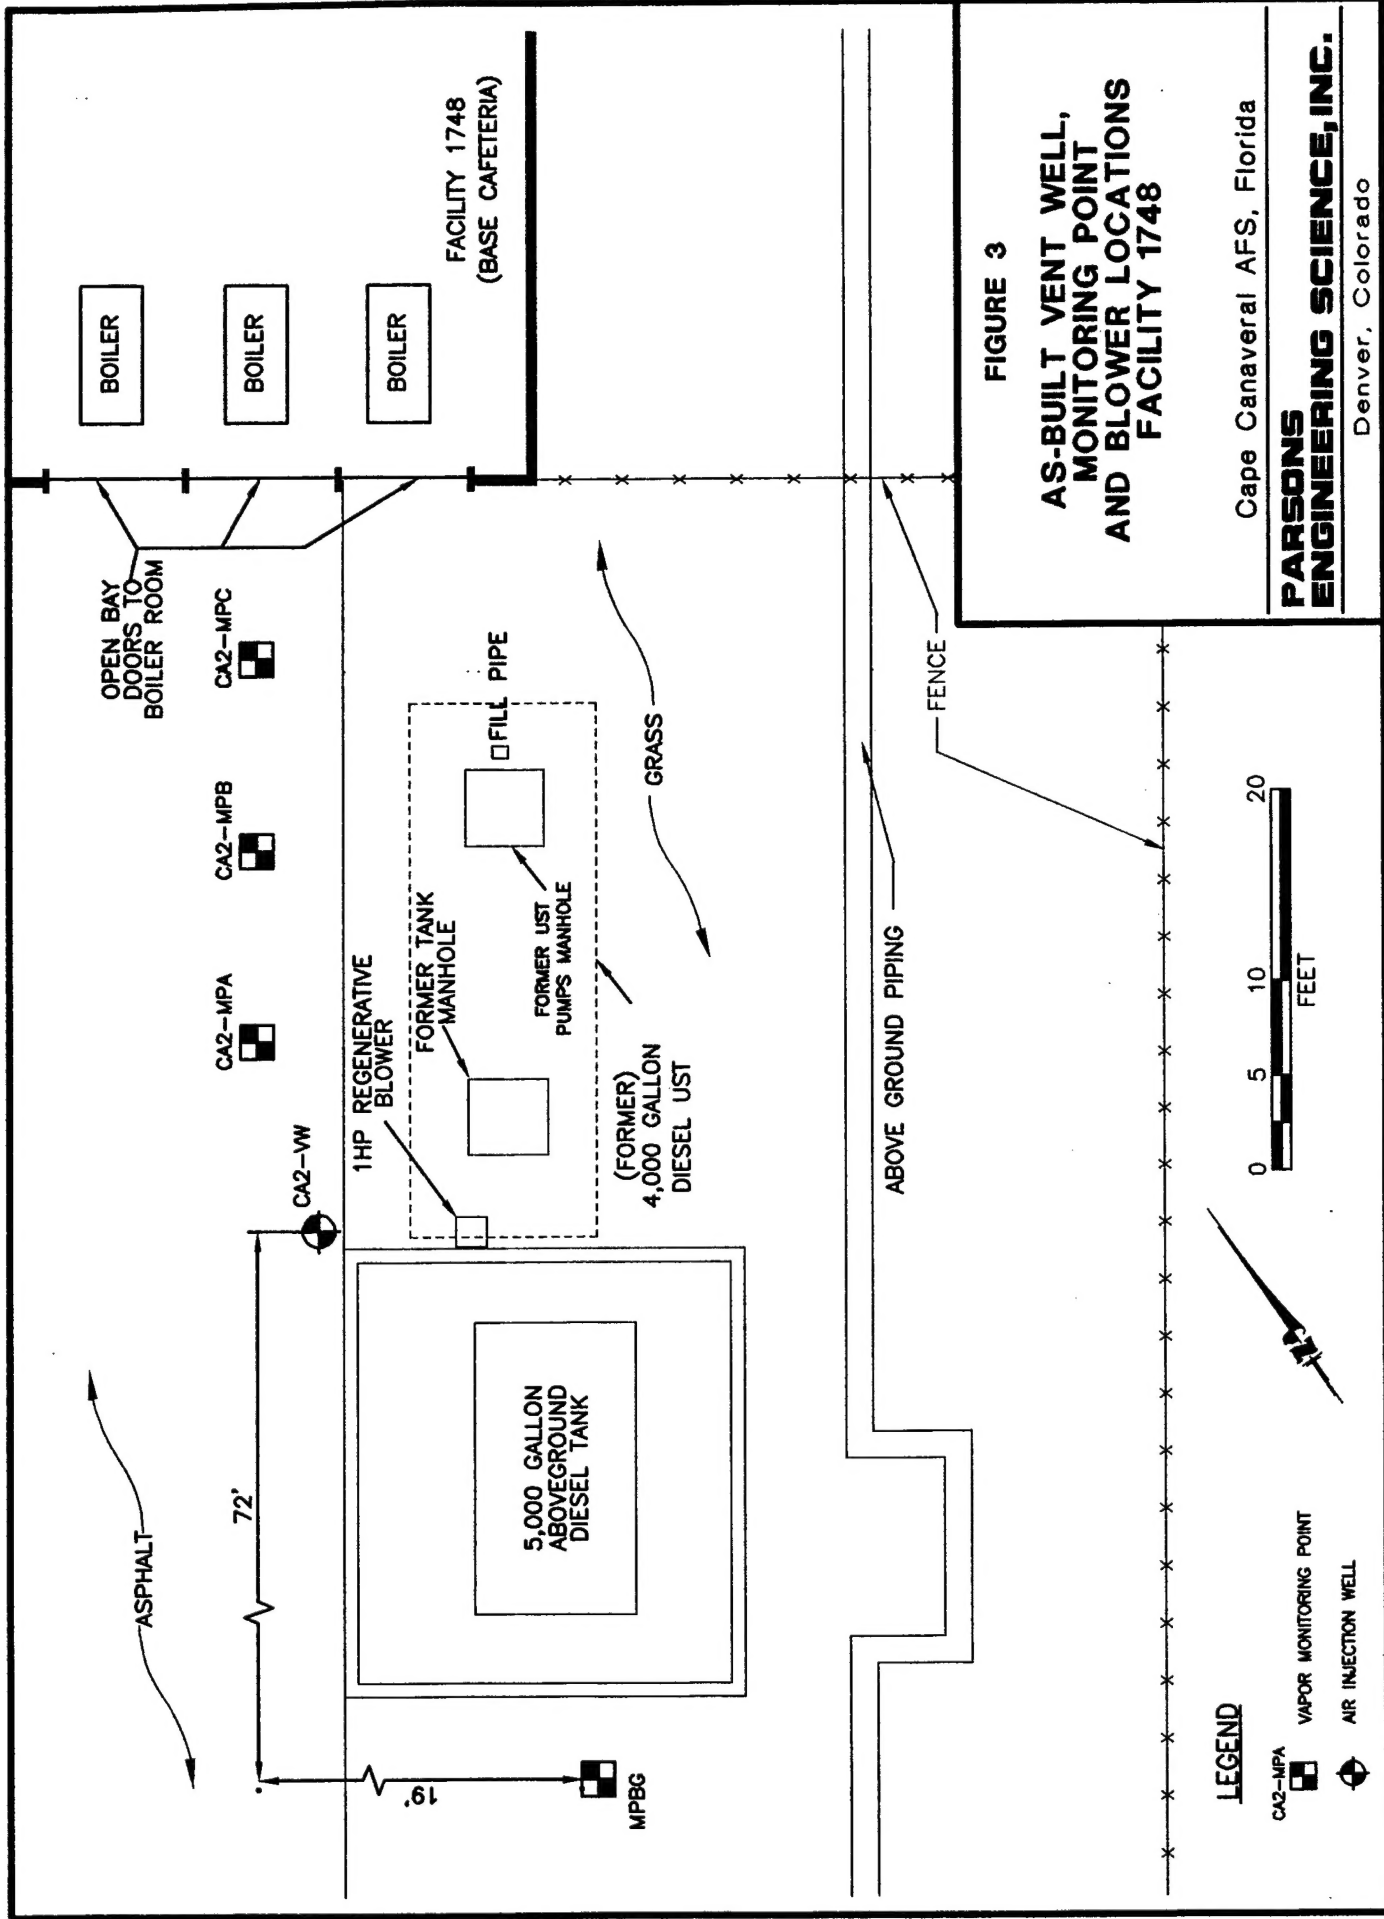 ASPHALT
72'
19'
MPBG
CA2-VW
CA2-MPA
CA2-MPB
CA2-MPC
OPEN BAY
DOORS TO
BOILER ROOM
BOILER
BOILER
BOILER
FACILITY 1748
(BASE CAFETERIA)
1HP REGENERATIVE
BLOWER
FORMER TANK
MANHOLE
FILL PIPE
FORMER UST
PUMPS MANHOLE
5,000 GALLON
ABOVEGROUND
DIESEL TANK
(FORMER)
4,000 GALLON
DIESEL UST
GRASS
ABOVE GROUND PIPING
FENCE
LEGEND
CA2-MPA
VAPOR MONITORING POINT
AIR INJECTION WELL
N
0 5 10 20
FEET
FIGURE 3
AS-BUILT VENT WELL,
MONITORING POINT
AND BLOWER LOCATIONS
FACILITY 1748
Cape Canaveral AFS, Florida
PARSONS
ENGINEERING SCIENCE, INC.
Denver, Colorado